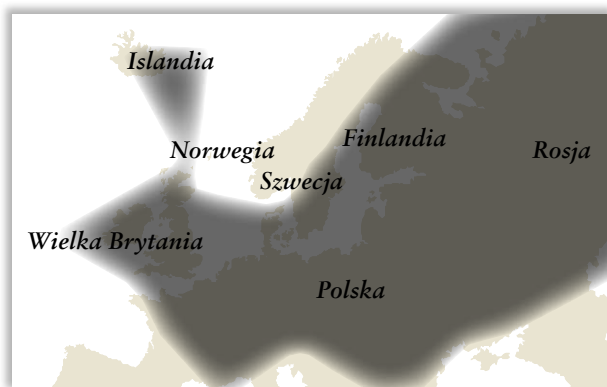 Islandia
Norwegia
Finlandia
Rosja
Szwecja
Wielka Brytania
Polska